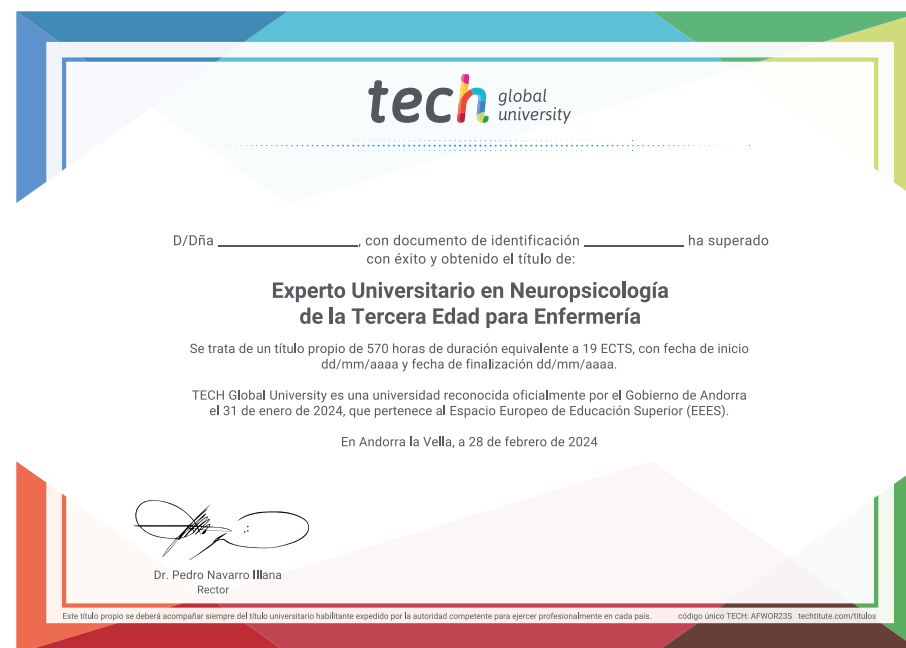 tech global university
D/Dña ____________________, con documento de identificación ______________ ha superado
con éxito y obtenido el título de:
Experto Universitario en Neuropsicología
de la Tercera Edad para Enfermería
Se trata de un título propio de 570 horas de duración equivalente a 19 ECTS, con fecha de inicio
dd/mm/aaaa y fecha de finalización dd/mm/aaaa.
TECH Global University es una universidad reconocida oficialmente por el Gobierno de Andorra
el 31 de enero de 2024, que pertenece al Espacio Europeo de Educación Superior (EEES).
En Andorra la Vella, a 28 de febrero de 2024
Dr. Pedro Navarro Illana
Rector
Este título propio se deberá acompañar siempre del título universitario habilitante expedido por la autoridad competente para ejercer profesionalmente en cada país. código único TECH: AFWOR23S techtitute.com/titulos